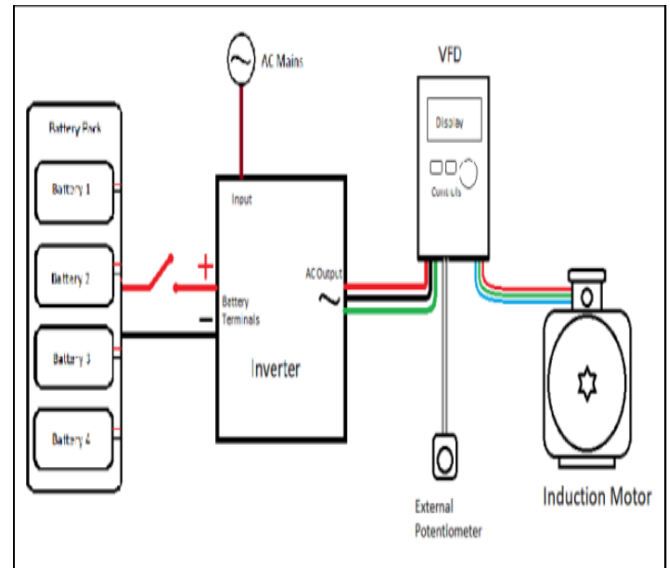 AC Mains
VFD
Battery Pack
Display
Battery 1
Controls
Input
Battery 2
+
AC Output
~
Battery
Terminals
−
Battery 3
Inverter
Battery 4
External
Potentiometer
Induction Motor